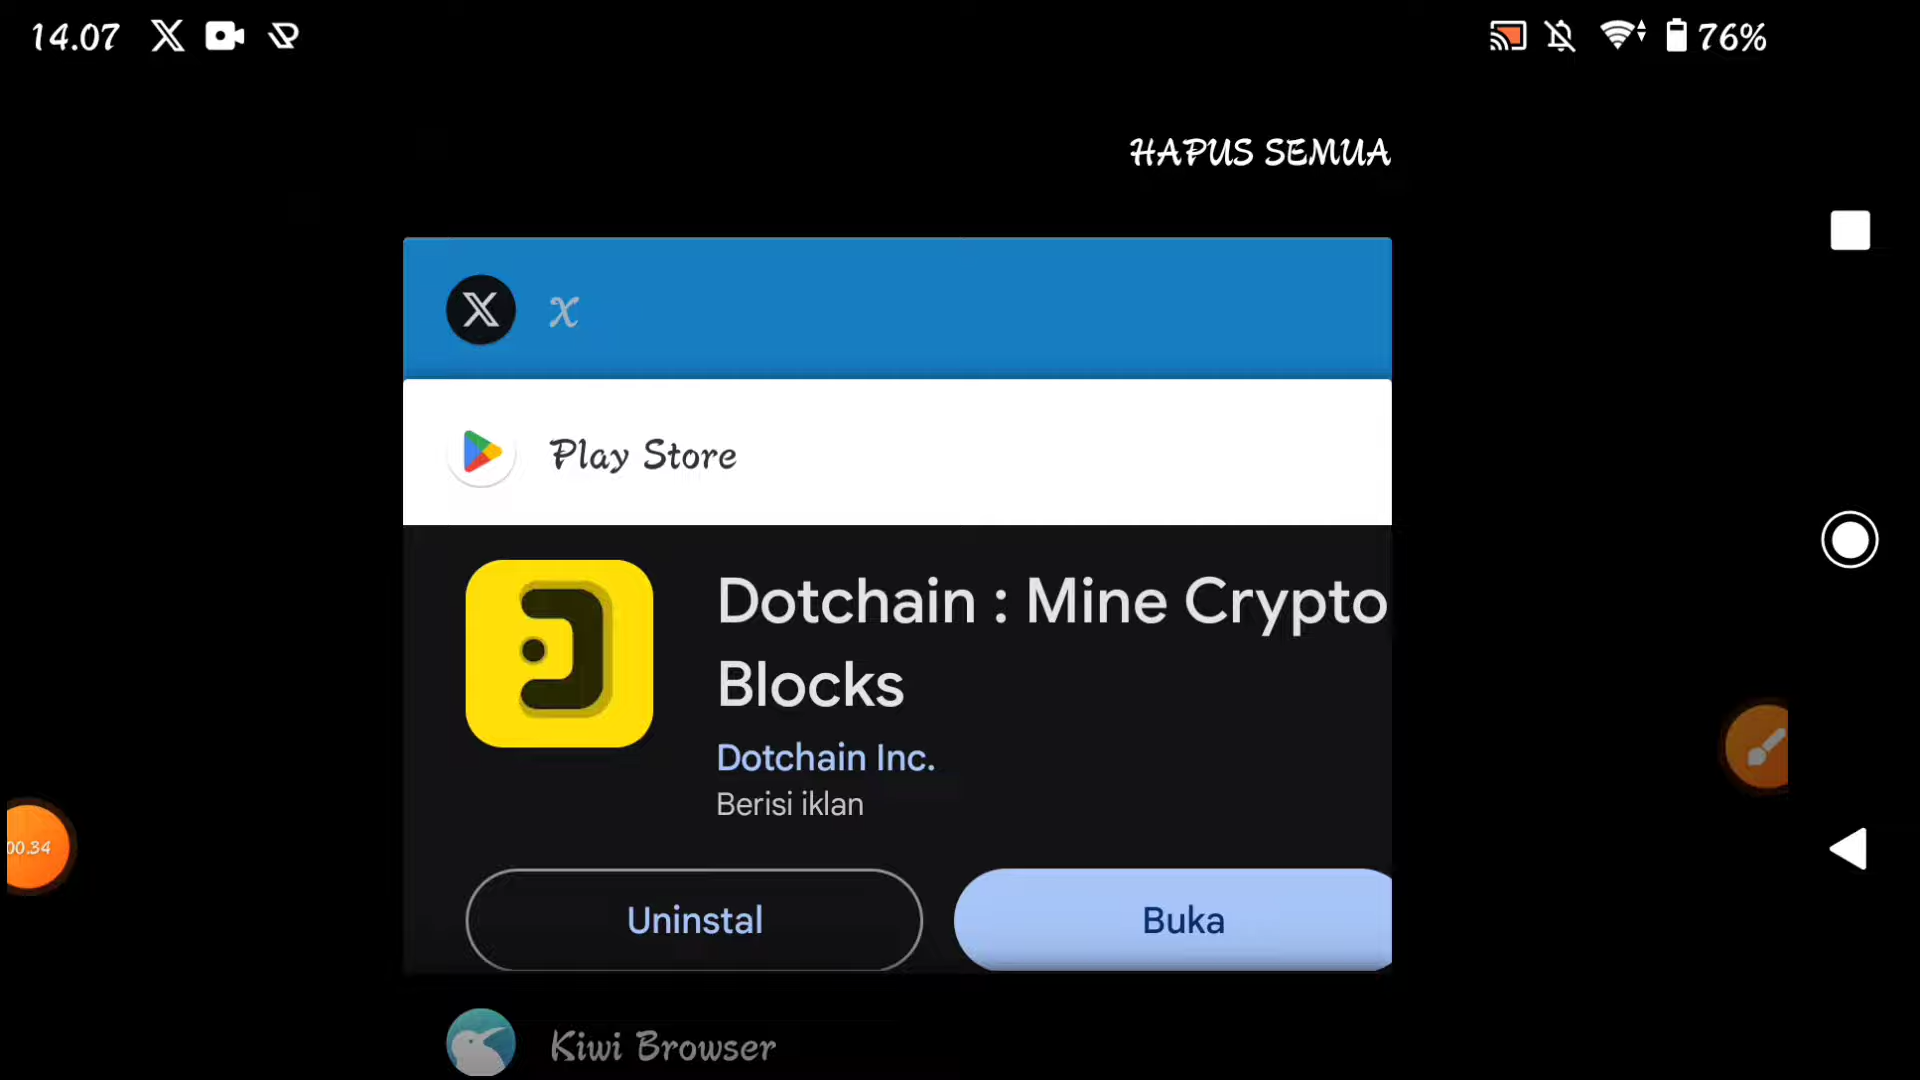 14.07
76%
HAPUS SEMUA
X
Play Store
Dotchain : Mine Crypto
Blocks
Dotchain Inc.
Berisi iklan
00.34
Uninstal
Buka
Kiwi Browser